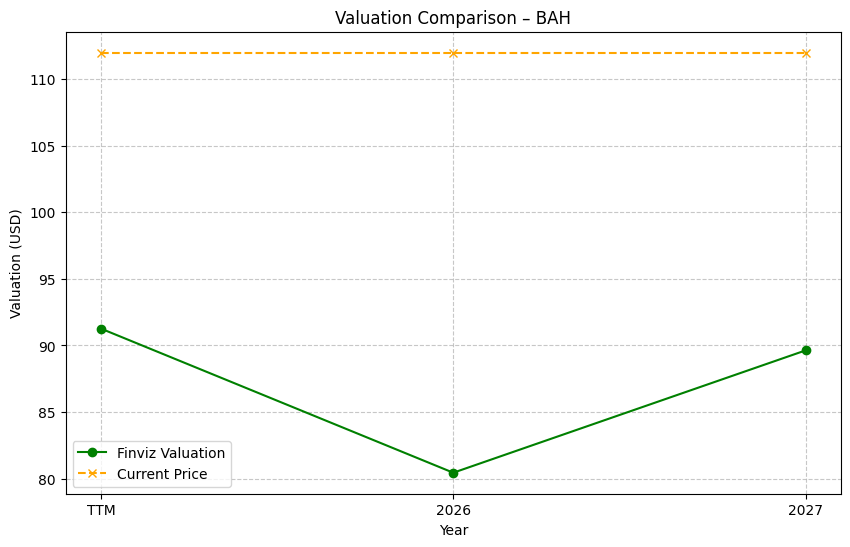 Valuation Comparison – BAH
Valuation (USD)
110
105
100
95
90
85
80
Finviz Valuation
Current Price
TTM
2026
2027
Year